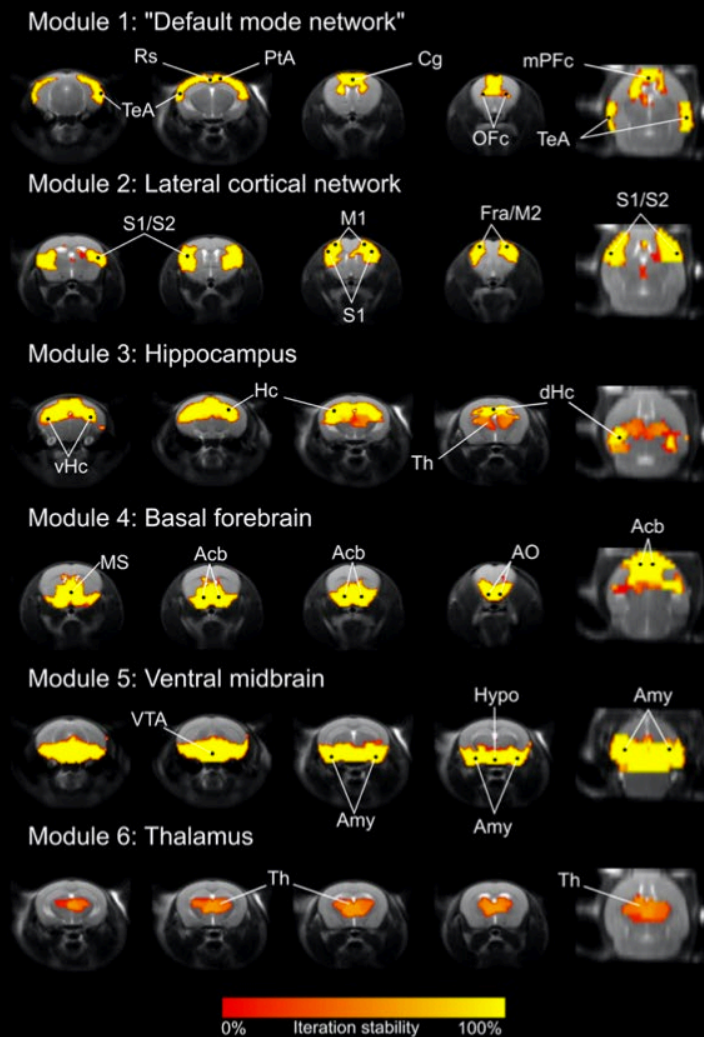 Module 1: "Default mode network"
Rs PtA Cg mPFc
TeA OFc TeA
Module 2: Lateral cortical network
S1/S2 M1 Fra/M2 S1/S2
S1
Module 3: Hippocampus
Hc dHc
vHc Th
Module 4: Basal forebrain
MS Acb Acb AO Acb
Module 5: Ventral midbrain
VTA Hypo Amy
Amy Amy
Module 6: Thalamus
Th Th
0% Iteration stability 100%